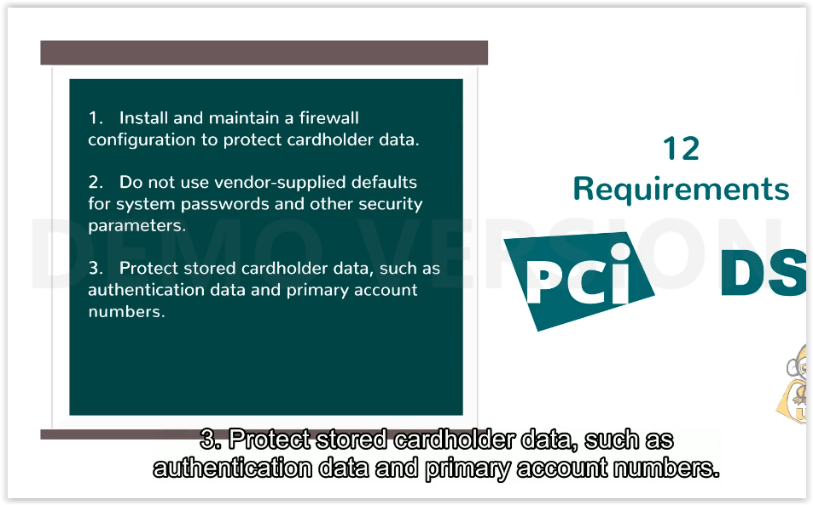 1. Install and maintain a firewall
configuration to protect cardholder data.
2. Do not use vendor-supplied defaults
for system passwords and other security
parameters.
3. Protect stored cardholder data, such as
authentication data and primary account
numbers.
12
Requirements
PCi DS
DEMO VERSION
3. Protect stored cardholder data, such as
authentication data and primary account numbers.